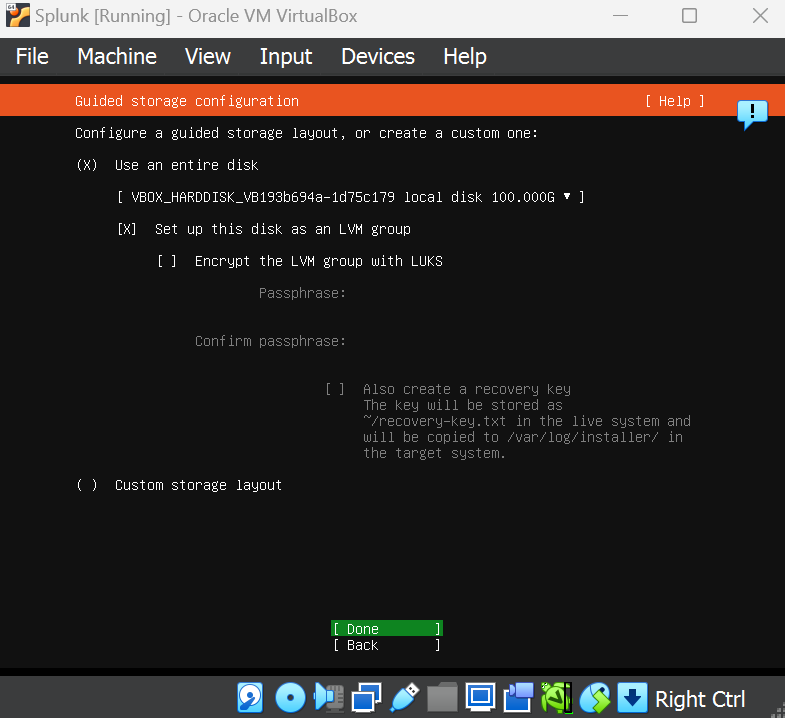 Splunk [Running] - Oracle VM VirtualBox
File Machine View Input Devices Help
Guided storage configuration [ Help ]
Configure a guided storage layout, or create a custom one:
(X) Use an entire disk
[ VBOX_HARDDISK_VB193b694a-1d75c179 local disk 100.000G ▾ ]
[X] Set up this disk as an LVM group
[ ] Encrypt the LVM group with LUKS
Passphrase:
Confirm passphrase:
[ ] Also create a recovery key
The key will be stored as
~/recovery-key.txt in the live system and
will be copied to /var/log/installer/ in
the target system.
( ) Custom storage layout
[ Done ]
[ Back ]
Right Ctrl